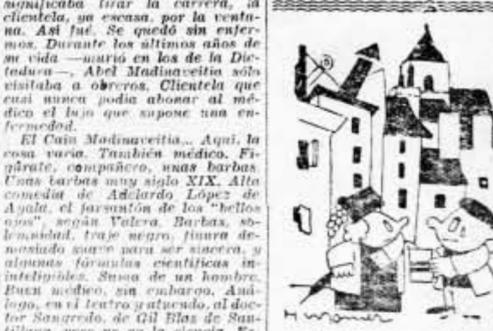 significaba tirar la carrera, la
clientela, ya escasa, por la venta-
na. Así fué. Se quedó sin enfer-
mos. Durante los últimos años de
su vida —murió en los de la Dic-
tadura—, Abel Madinaveitia sólo
visitaba a obreros. Clientela que
casi nunca podía abonar al mé-
dico el lujo que supone una en-
fermedad.
El Caín Madinaveitia... Aquí, la
cosa varía. También médico. Fi-
gúrate, compañero, unas barbas.
Unas barbas muy siglo XIX. Alta
comedia de Adelardo López de
Ayala, el farsantón de los "bellos
ojos", según Valera. Barbas, so-
lemnidad, traje negro, finura de-
masiado suave para ser sincera, y
algunas fórmulas científicas in-
inteligibles. Suma de un hombre.
Buen médico, sin embargo. Aná-
logo, en el teatro y atuendo, al doc-
tor Sangredo, de Gil Blas de San-